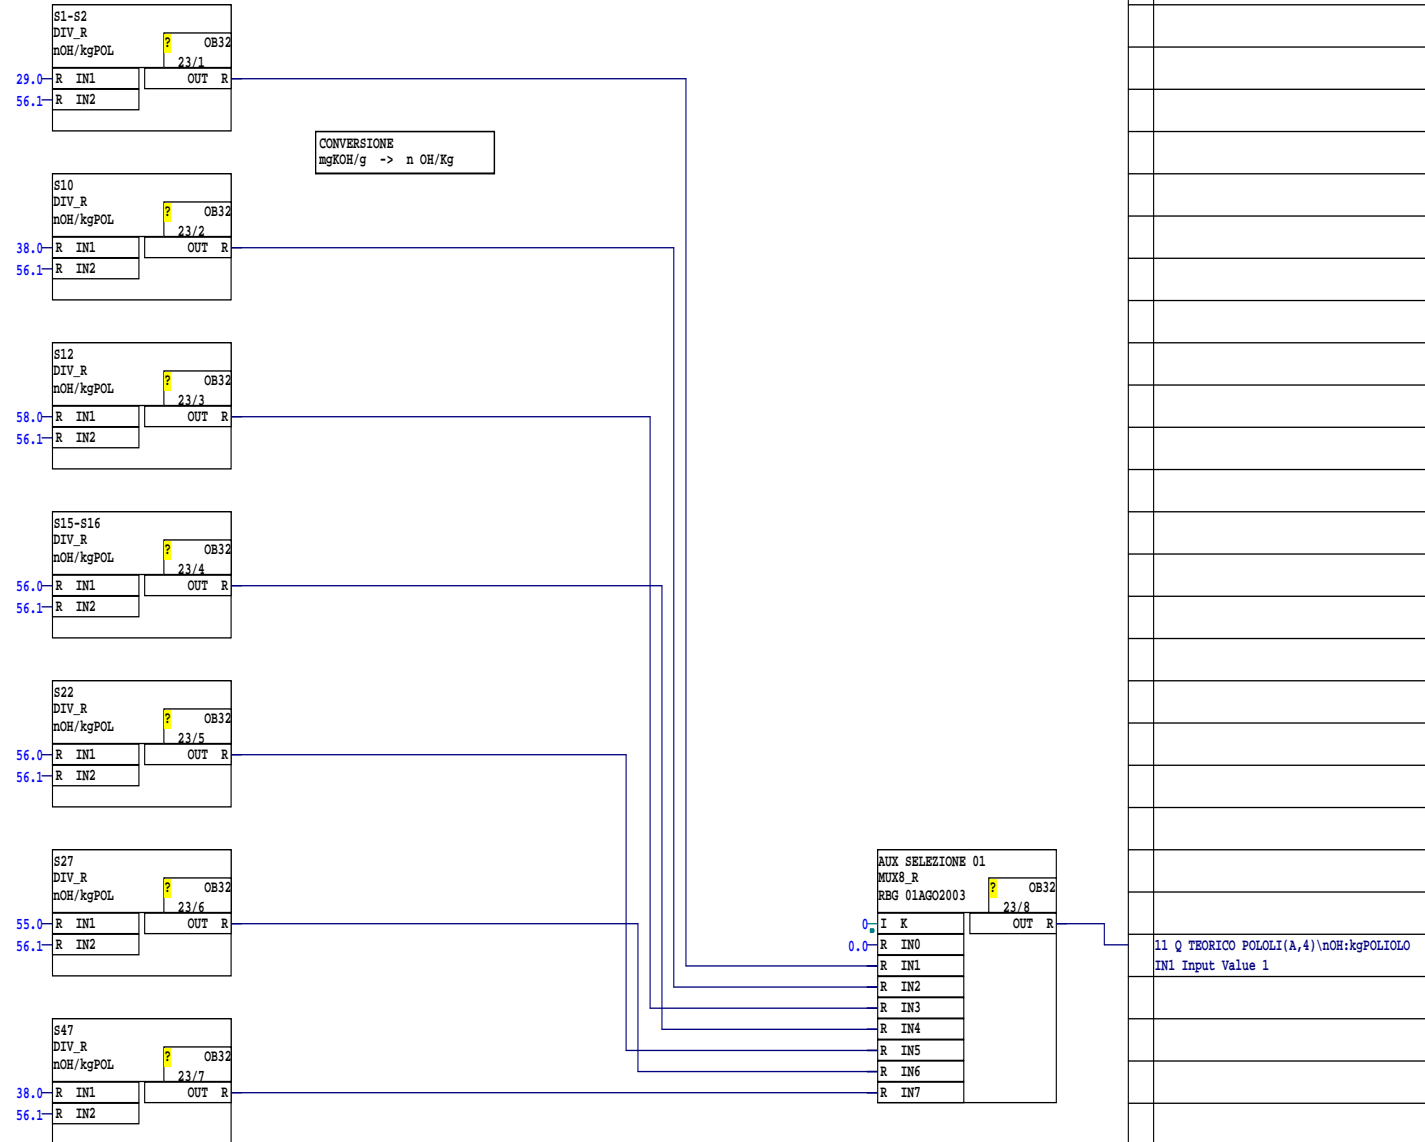 S1-S2
DIV_R
nOH/kgPOL
? OB32
23/1
29.0 R IN1 OUT R
56.1 R IN2
CONVERSIONE
mgKOH/g -> n OH/Kg
S10
DIV_R
nOH/kgPOL
? OB32
23/2
38.0 R IN1 OUT R
56.1 R IN2
S12
DIV_R
nOH/kgPOL
? OB32
23/3
58.0 R IN1 OUT R
56.1 R IN2
S15-S16
DIV_R
nOH/kgPOL
? OB32
23/4
56.0 R IN1 OUT R
56.1 R IN2
S22
DIV_R
nOH/kgPOL
? OB32
23/5
56.0 R IN1 OUT R
56.1 R IN2
S27
DIV_R
nOH/kgPOL
? OB32
23/6
55.0 R IN1 OUT R
56.1 R IN2
S47
DIV_R
nOH/kgPOL
? OB32
23/7
38.0 R IN1 OUT R
56.1 R IN2
AUX SELEZIONE 01
MUX8_R
RBG 01AGO2003
? OB32
23/8
0 I K OUT R
0.0 R IN0
R IN1
R IN2
R IN3
R IN4
R IN5
R IN6
R IN7
11 Q TEORICO POLOLI(A,4)\nOH:kgPOLIOLO
IN1 Input Value 1